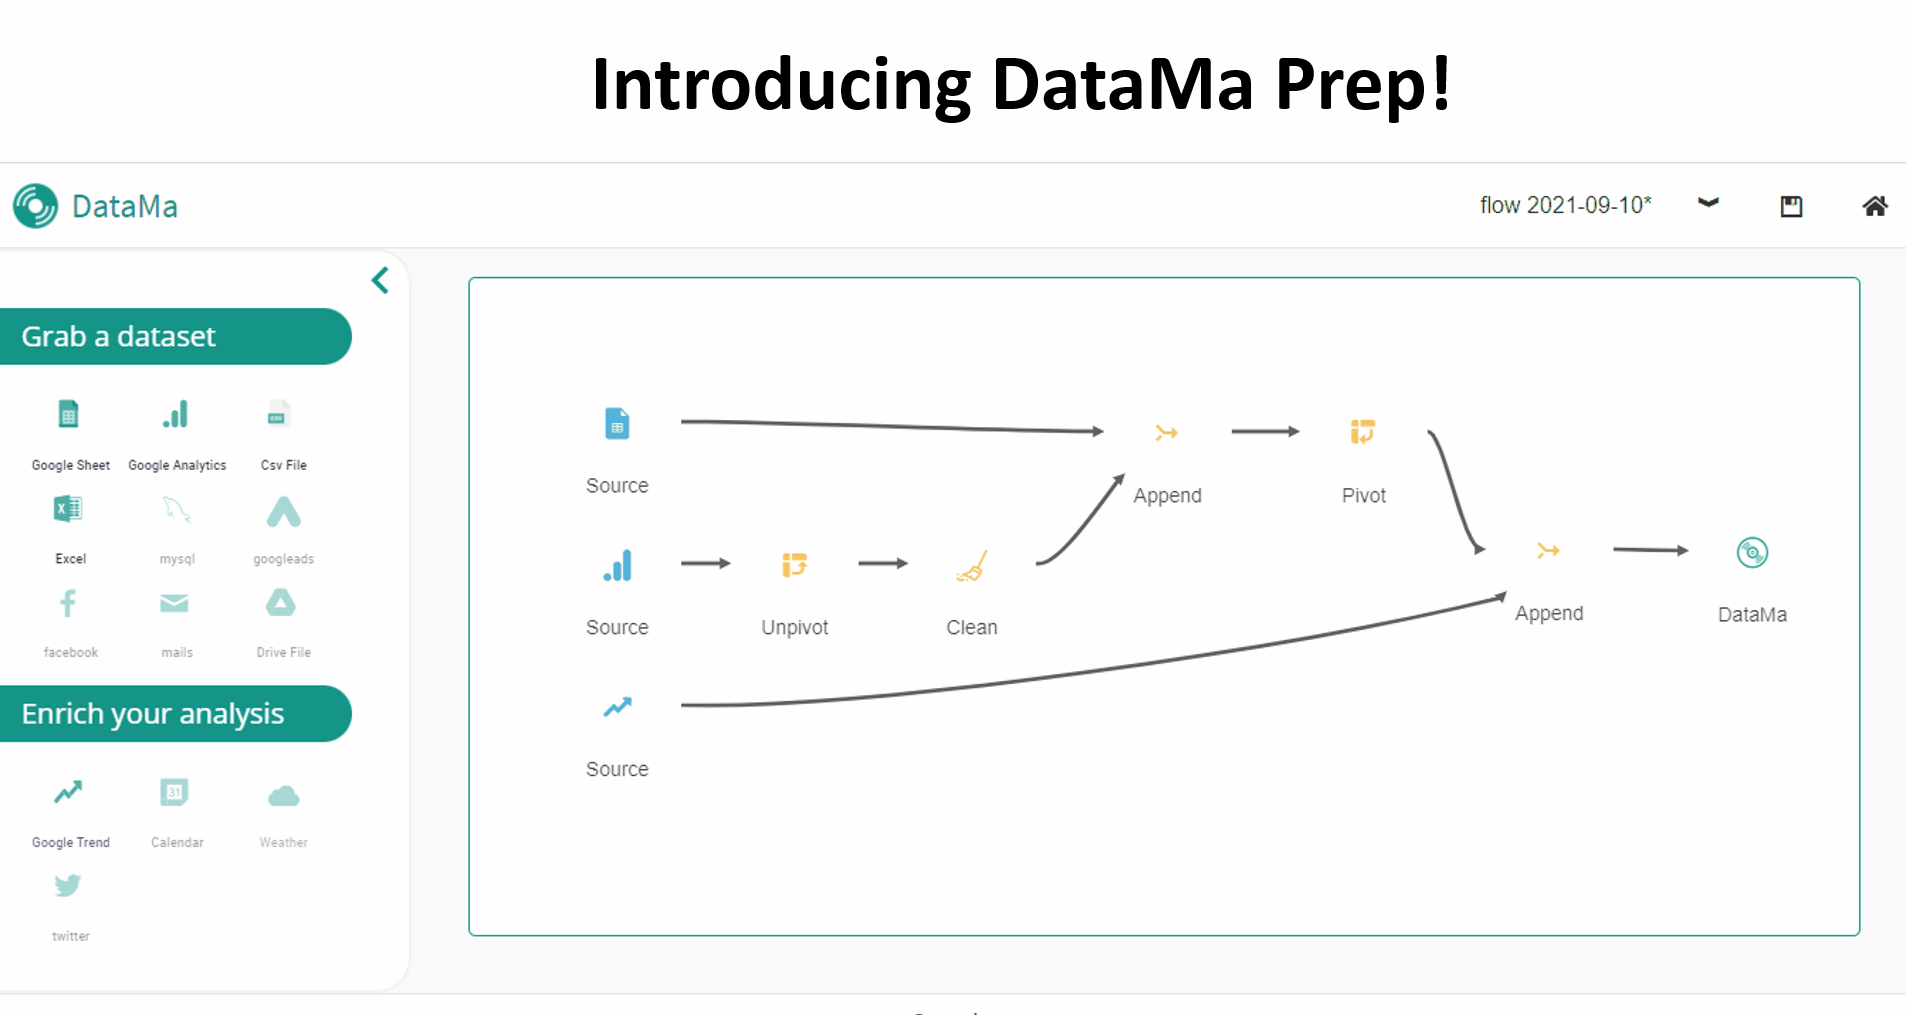 Introducing DataMa Prep!
DataMa
flow 2021-09-10*
Grab a dataset
Google Sheet
Google Analytics
Csv File
CSV
Excel
mysql
googleads
facebook
mails
Drive File
Enrich your analysis
Google Trend
31
Calendar
Weather
twitter
Source
Append
Pivot
Source
Unpivot
Clean
Append
DataMa
Source